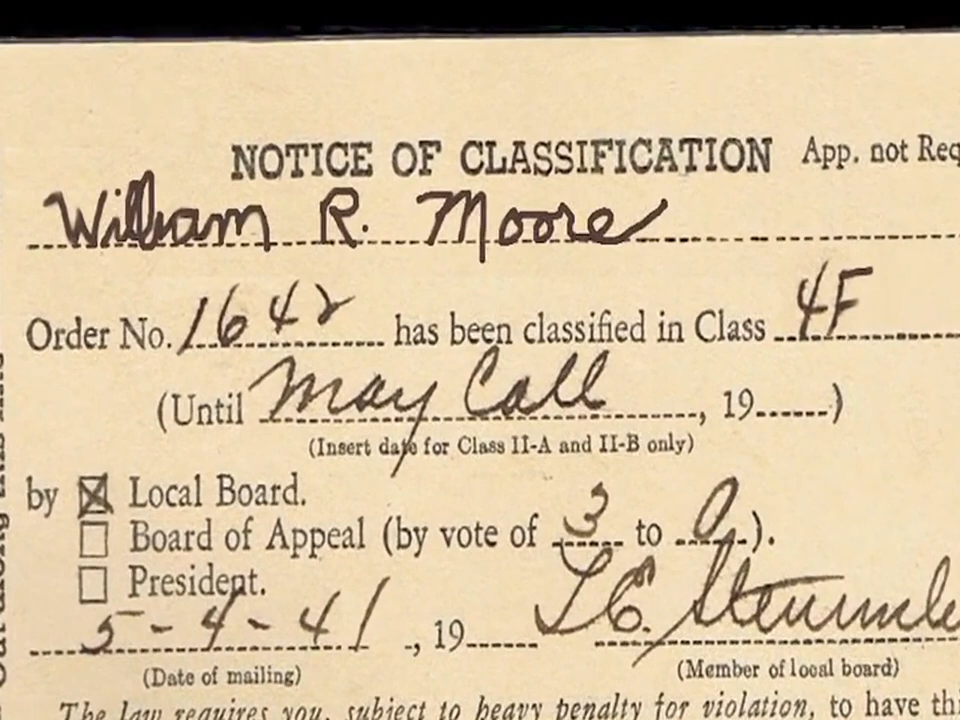 NOTICE OF CLASSIFICATION App. not Req
William R. Moore
Order No. 1642 has been classified in Class 4F
(Until May Call, 19......)
(Insert date for Class II-A and II-B only)
by ☒ Local Board.
☐ Board of Appeal (by vote of 3 to 0).
☐ President.
5-4-41, 19......
(Date of mailing) (Member of local board)
The law requires you, subject to heavy penalty for violation, to have thi